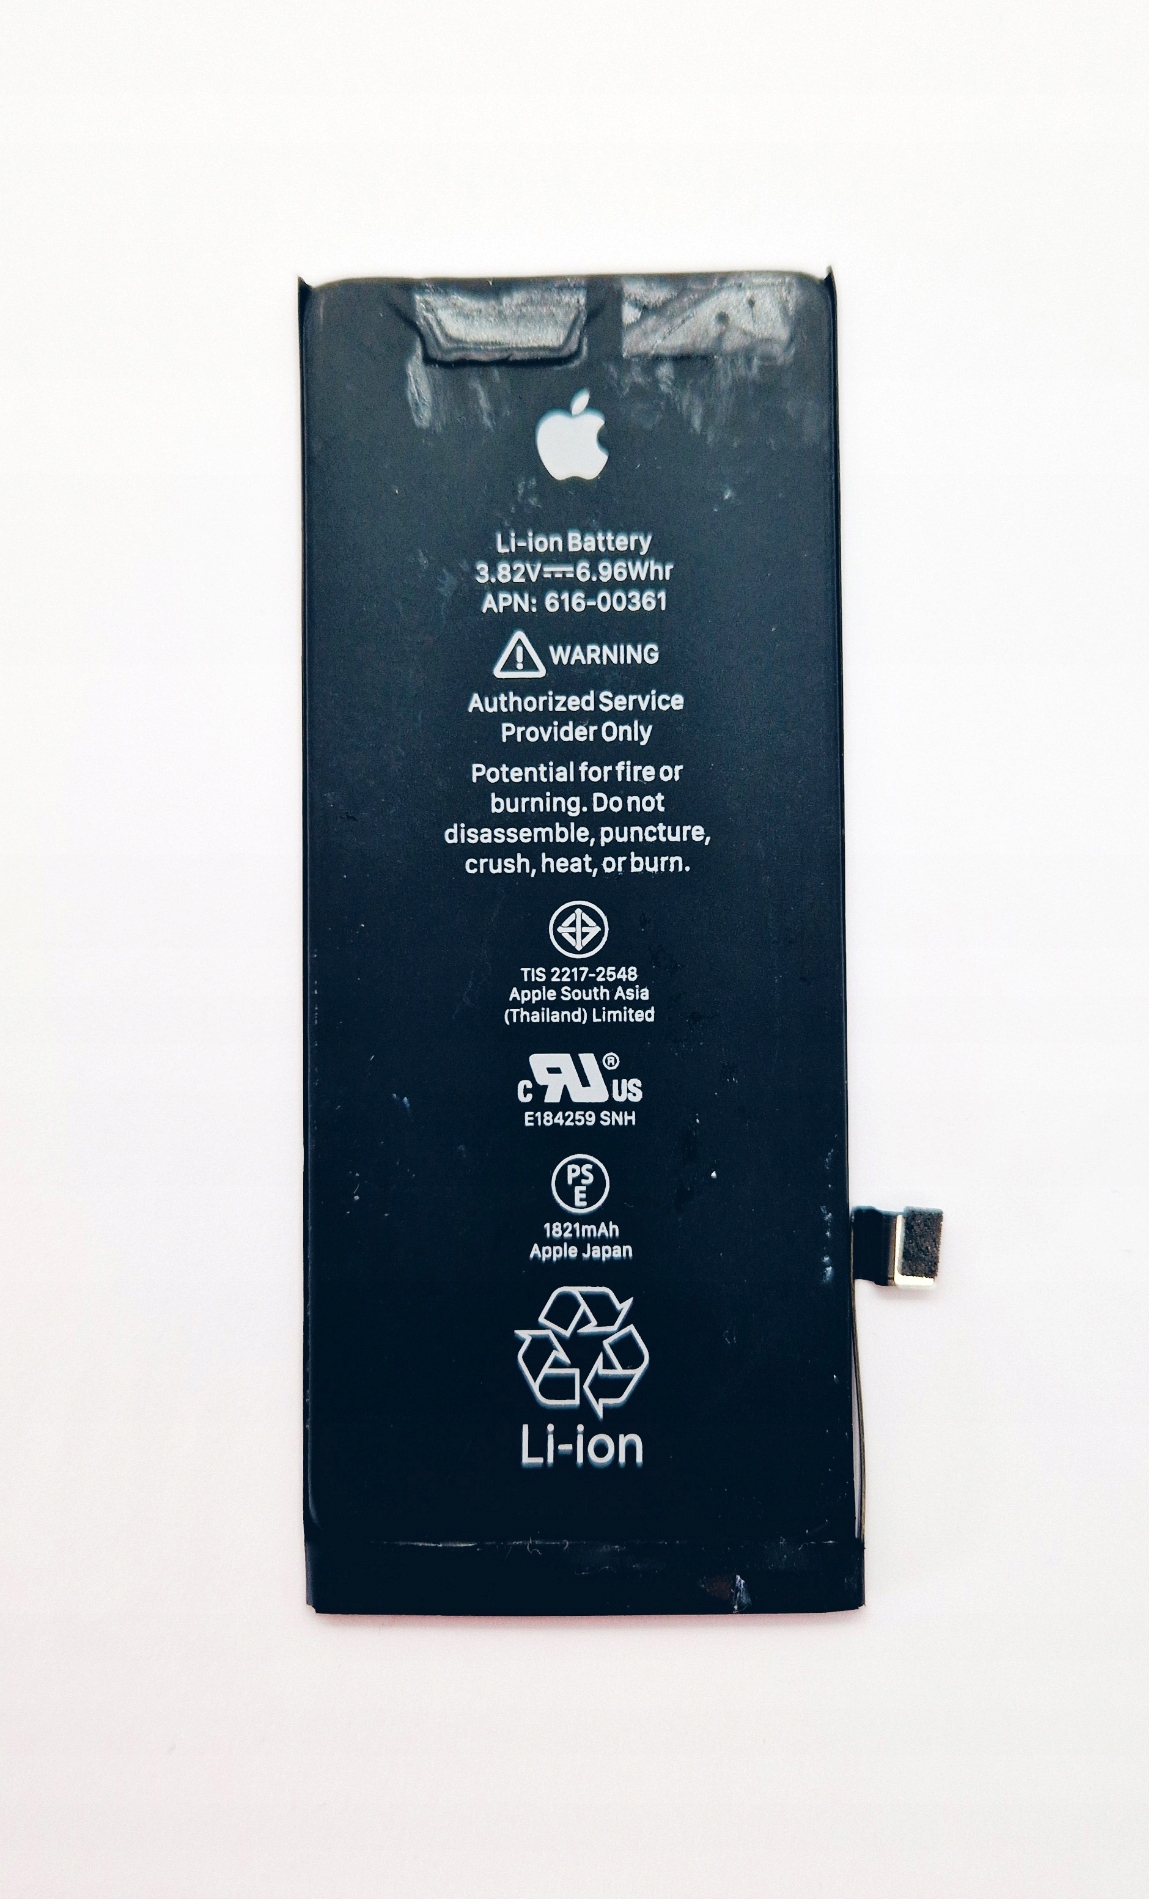 Li-ion Battery
3.82V⎓6.96Whr
APN: 616-00361
WARNING
Authorized Service
Provider Only
Potential for fire or
burning. Do not
disassemble, puncture,
crush, heat, or burn.
TIS 2217-2548
Apple South Asia
(Thailand) Limited
c RU ® US
E184259 SNH
PS
E
1821mAh
Apple Japan
Li-ion